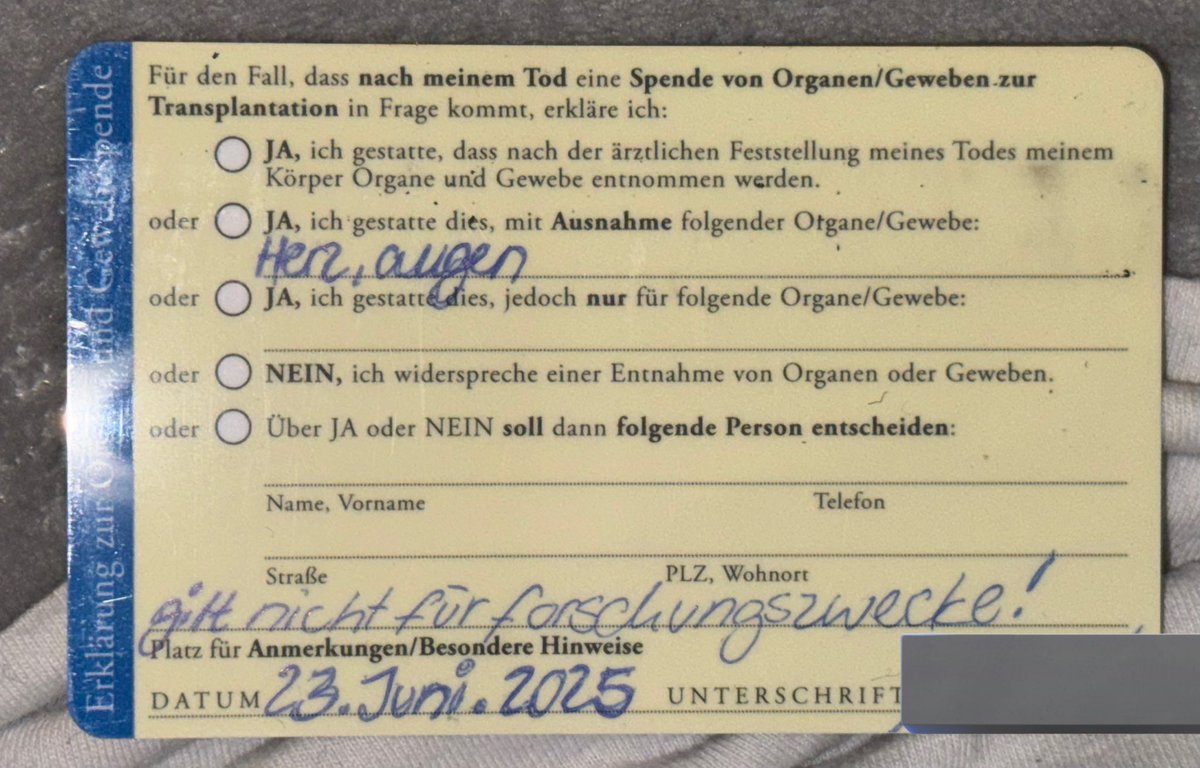 Erklärung zur Organ- und Gewebespende
Für den Fall, dass nach meinem Tod eine Spende von Organen/Geweben zur
Transplantation in Frage kommt, erkläre ich:
JA, ich gestatte, dass nach der ärztlichen Feststellung meines Todes meinem
Körper Organe und Gewebe entnommen werden.
oder JA, ich gestatte dies, mit Ausnahme folgender Organe/Gewebe:
Herz, augen
oder JA, ich gestatte dies, jedoch nur für folgende Organe/Gewebe:
oder NEIN, ich widerspreche einer Entnahme von Organen oder Geweben.
oder Über JA oder NEIN soll dann folgende Person entscheiden:
Name, Vorname Telefon
Straße PLZ, Wohnort
gilt nicht für forschungszwecke!
Platz für Anmerkungen/Besondere Hinweise
DATUM 23. Juni. 2025 UNTERSCHRIFT